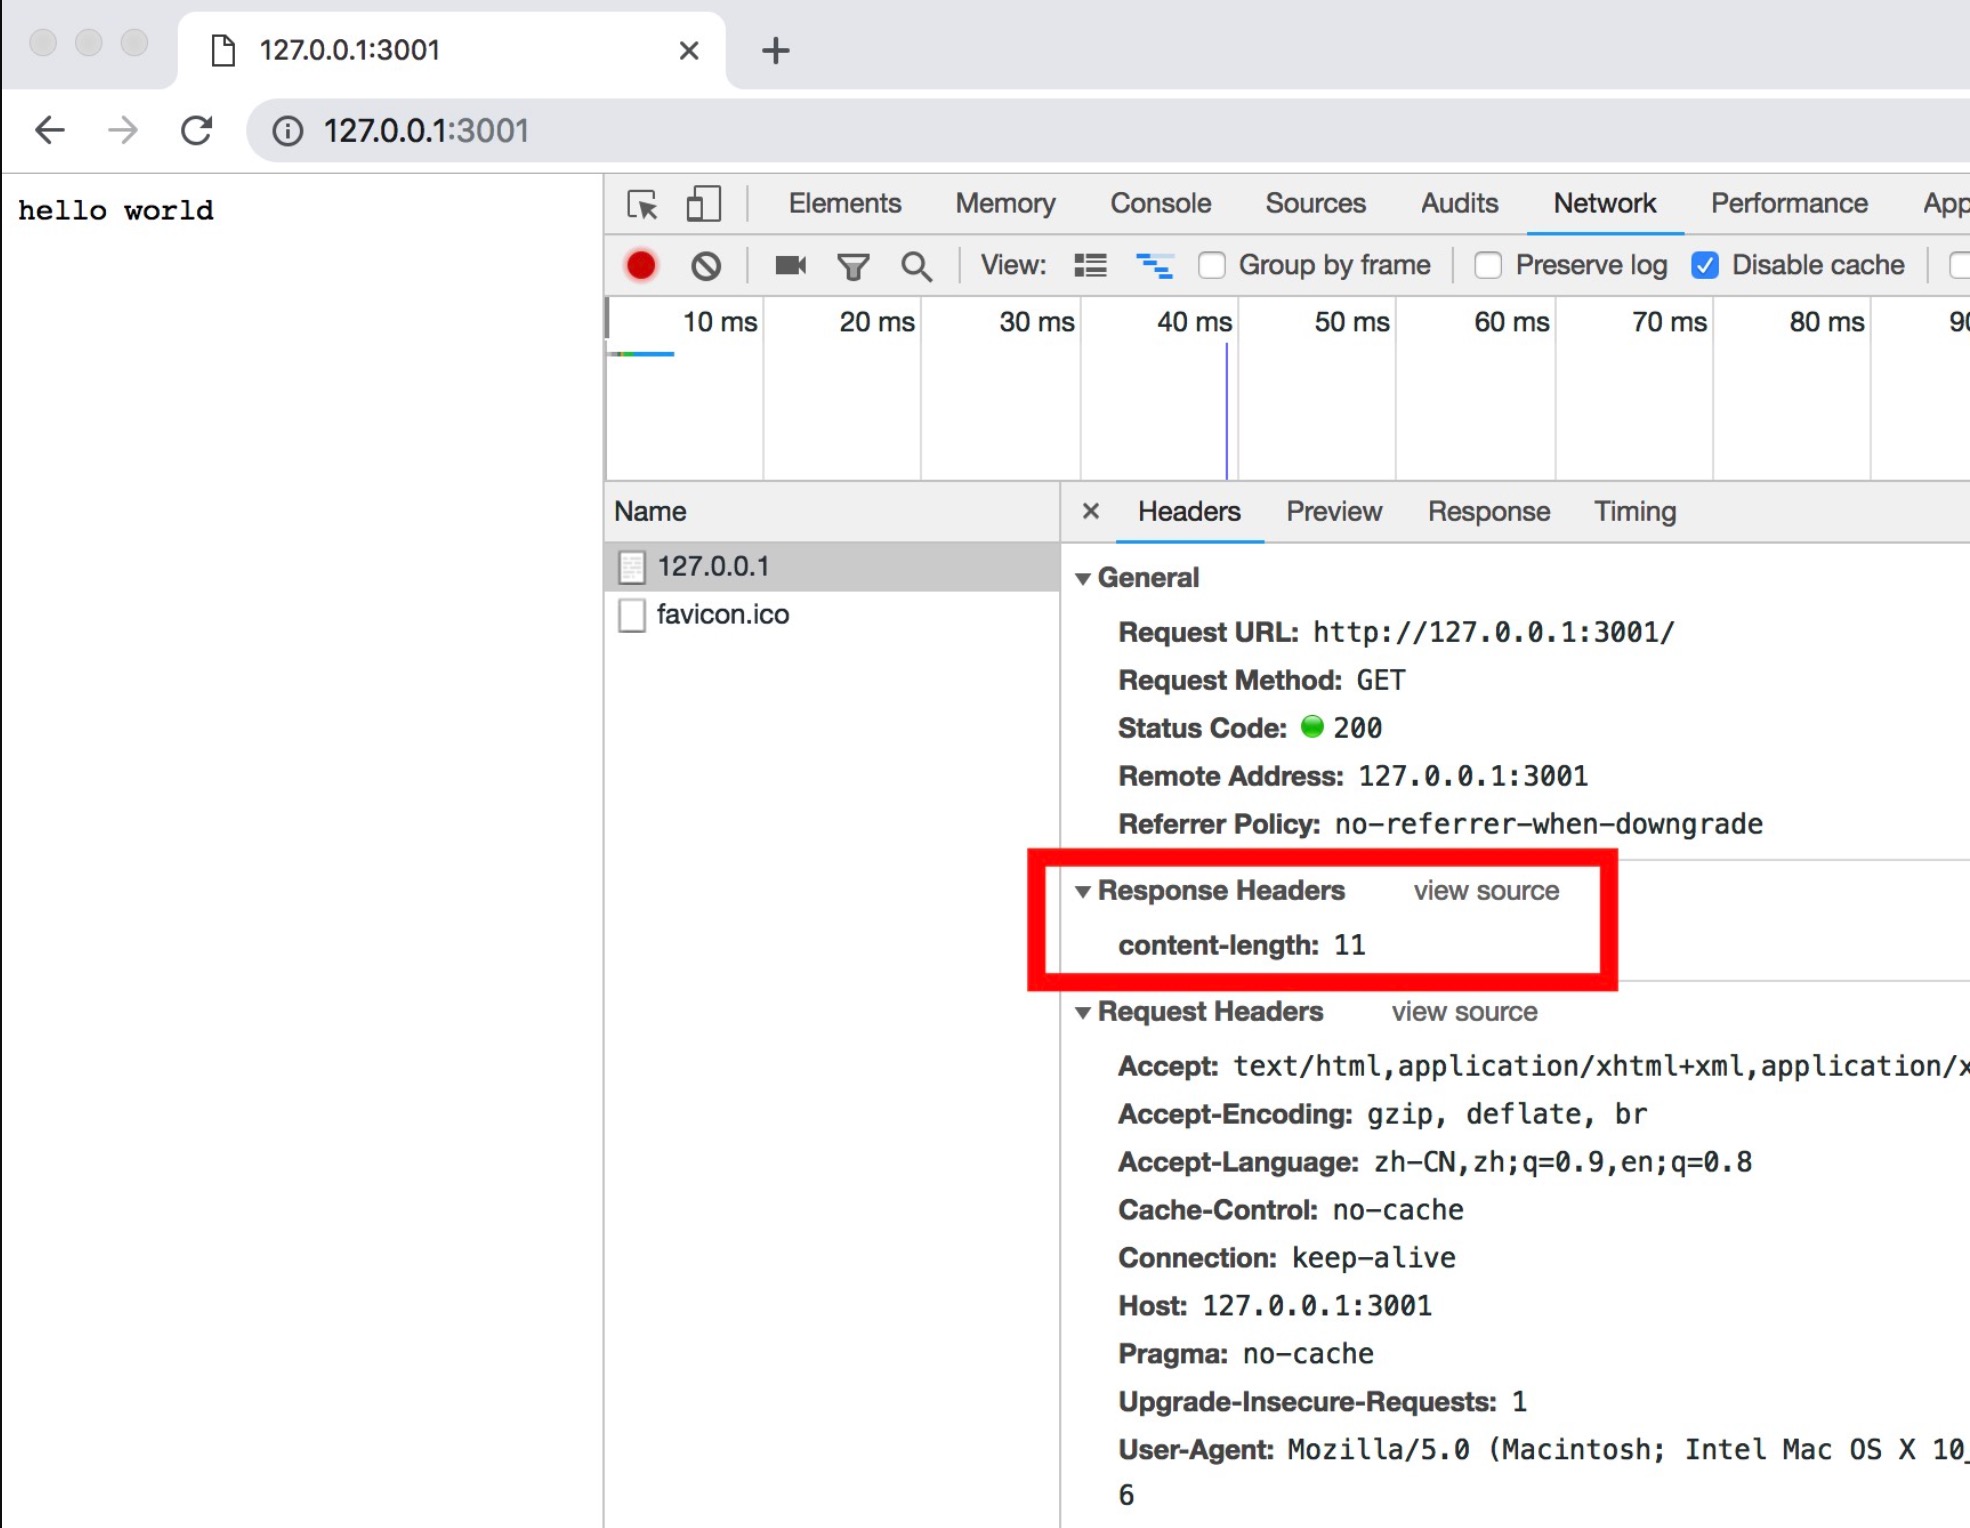 127.0.0.1:3001
127.0.0.1:3001
hello world
Elements Memory Console Sources Audits Network Performance App
View: Group by frame Preserve log Disable cache
10 ms 20 ms 30 ms 40 ms 50 ms 60 ms 70 ms 80 ms 90
Name
127.0.0.1
favicon.ico
Headers Preview Response Timing
General
Request URL: http://127.0.0.1:3001/
Request Method: GET
Status Code: 200
Remote Address: 127.0.0.1:3001
Referrer Policy: no-referrer-when-downgrade
Response Headers view source
content-length: 11
Request Headers view source
Accept: text/html,application/xhtml+xml,application/x
Accept-Encoding: gzip, deflate, br
Accept-Language: zh-CN,zh;q=0.9,en;q=0.8
Cache-Control: no-cache
Connection: keep-alive
Host: 127.0.0.1:3001
Pragma: no-cache
Upgrade-Insecure-Requests: 1
User-Agent: Mozilla/5.0 (Macintosh; Intel Mac OS X 10_
6